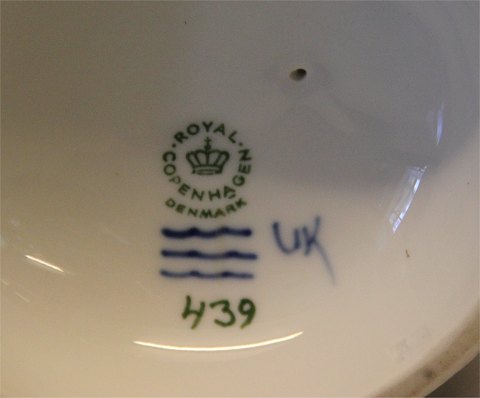 ROYAL
COPENHAGEN
DENMARK
UK
439